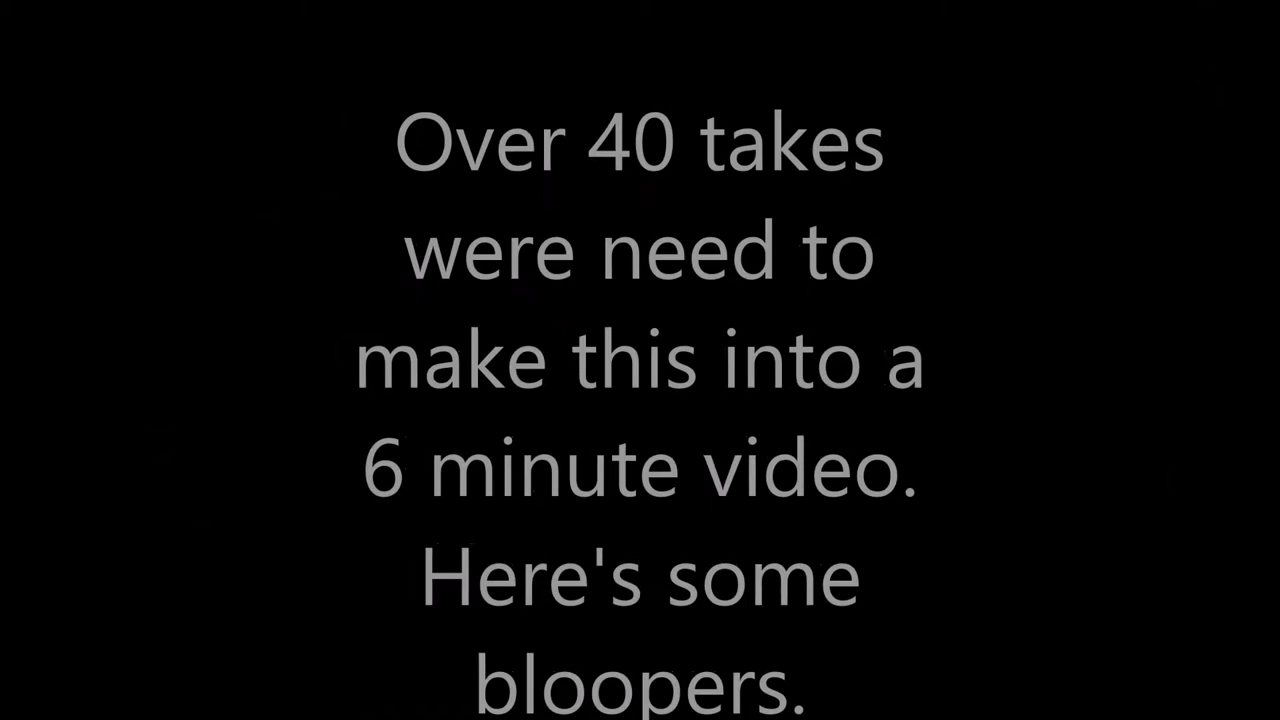 Over 40 takes
were need to
make this into a
6 minute video.
Here's some
bloopers.